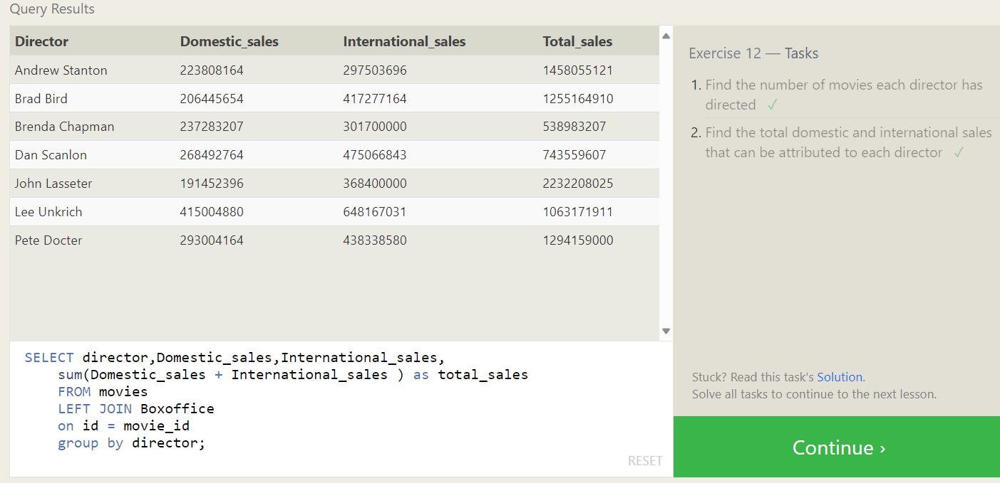 Query Results
Director Domestic_sales International_sales Total_sales
Andrew Stanton 223808164 297503696 1458055121
Brad Bird 206445654 417277164 1255164910
Brenda Chapman 237283207 301700000 538983207
Dan Scanlon 268492764 475066843 743559607
John Lasseter 191452396 368400000 2232208025
Lee Unkrich 415004880 648167031 1063171911
Pete Docter 293004164 438338580 1294159000
SELECT director,Domestic_sales,International_sales,
sum(Domestic_sales + International_sales ) as total_sales
FROM movies
LEFT JOIN Boxoffice
on id = movie_id
group by director;
RESET
Exercise 12 — Tasks
1. Find the number of movies each director has
directed ✓
2. Find the total domestic and international sales
that can be attributed to each director ✓
Stuck? Read this task's Solution.
Solve all tasks to continue to the next lesson.
Continue ›